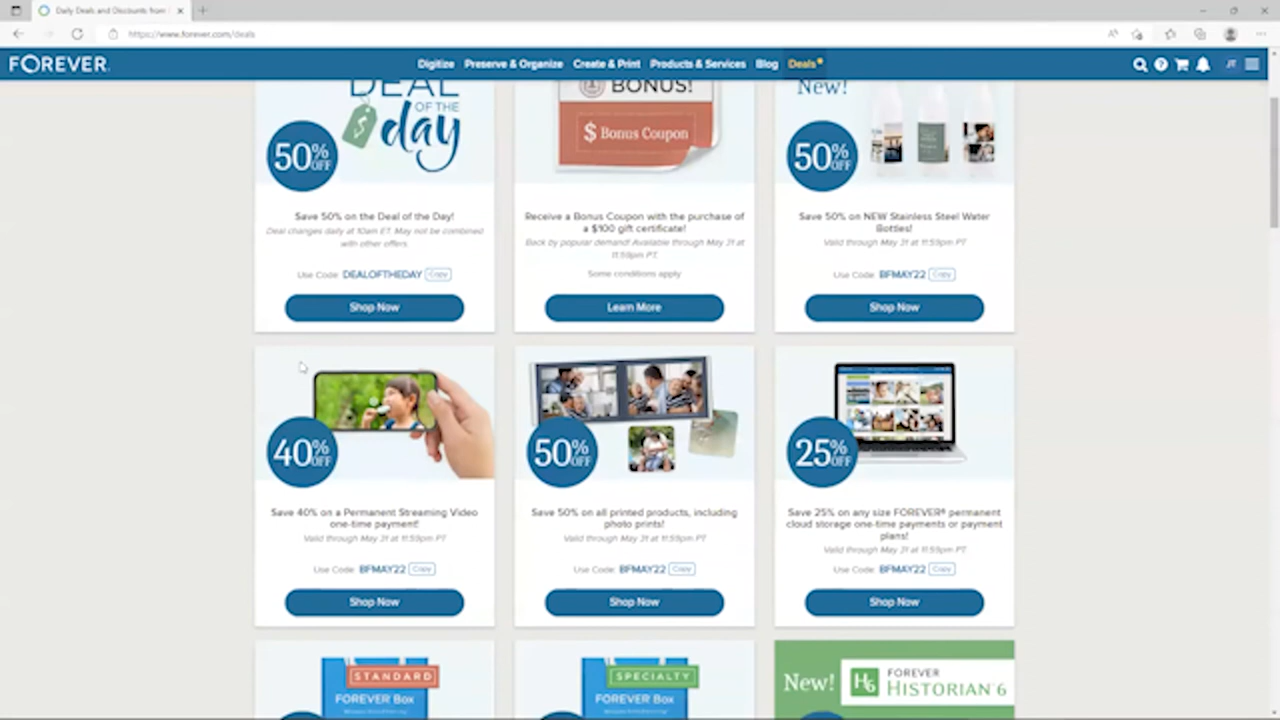 Daily Deals and Discounts from
https://www.forever.com/deals
FOREVER
Digitize
Preserve & Organize
Create & Print
Products & Services
Blog
Deals
JT
DEAL
OF THE
day
50% OFF
Save 50% on the Deal of the Day!
Deal changes daily at 10am ET. May not be combined
with other offers.
Use Code: DEALOFTHEDAY Copy
Shop Now
BONUS!
$ Bonus Coupon
Receive a Bonus Coupon with the purchase of
a $100 gift certificate!
Back by popular demand! Available through May 31 at
11:59pm PT.
Some conditions apply
Learn More
New!
50% OFF
Save 50% on NEW Stainless Steel Water
Bottles!
Valid through May 31 at 11:59pm PT
Use Code: BFMAY22 Copy
Shop Now
40% OFF
Save 40% on a Permanent Streaming Video
one-time payment!
Valid through May 31 at 11:59pm PT
Use Code: BFMAY22 Copy
Shop Now
50% OFF
Save 50% on all printed products, including
photo prints!
Valid through May 31 at 11:59pm PT
Use Code: BFMAY22 Copy
Shop Now
25% OFF
Save 25% on any size FOREVER® permanent
cloud storage one-time payments or payment
plans!
Valid through May 31 at 11:59pm PT
Use Code: BFMAY22 Copy
Shop Now
STANDARD
FOREVER Box
SPECIALTY
FOREVER Box
New!
H6
FOREVER
HISTORIAN 6